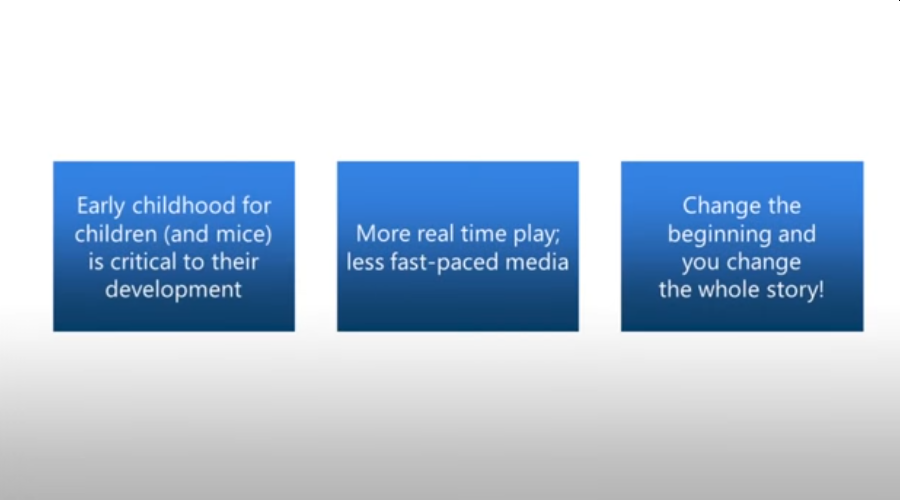 Early childhood for
children (and mice)
is critical to their
development
More real time play;
less fast-paced media
Change the
beginning and
you change
the whole story!